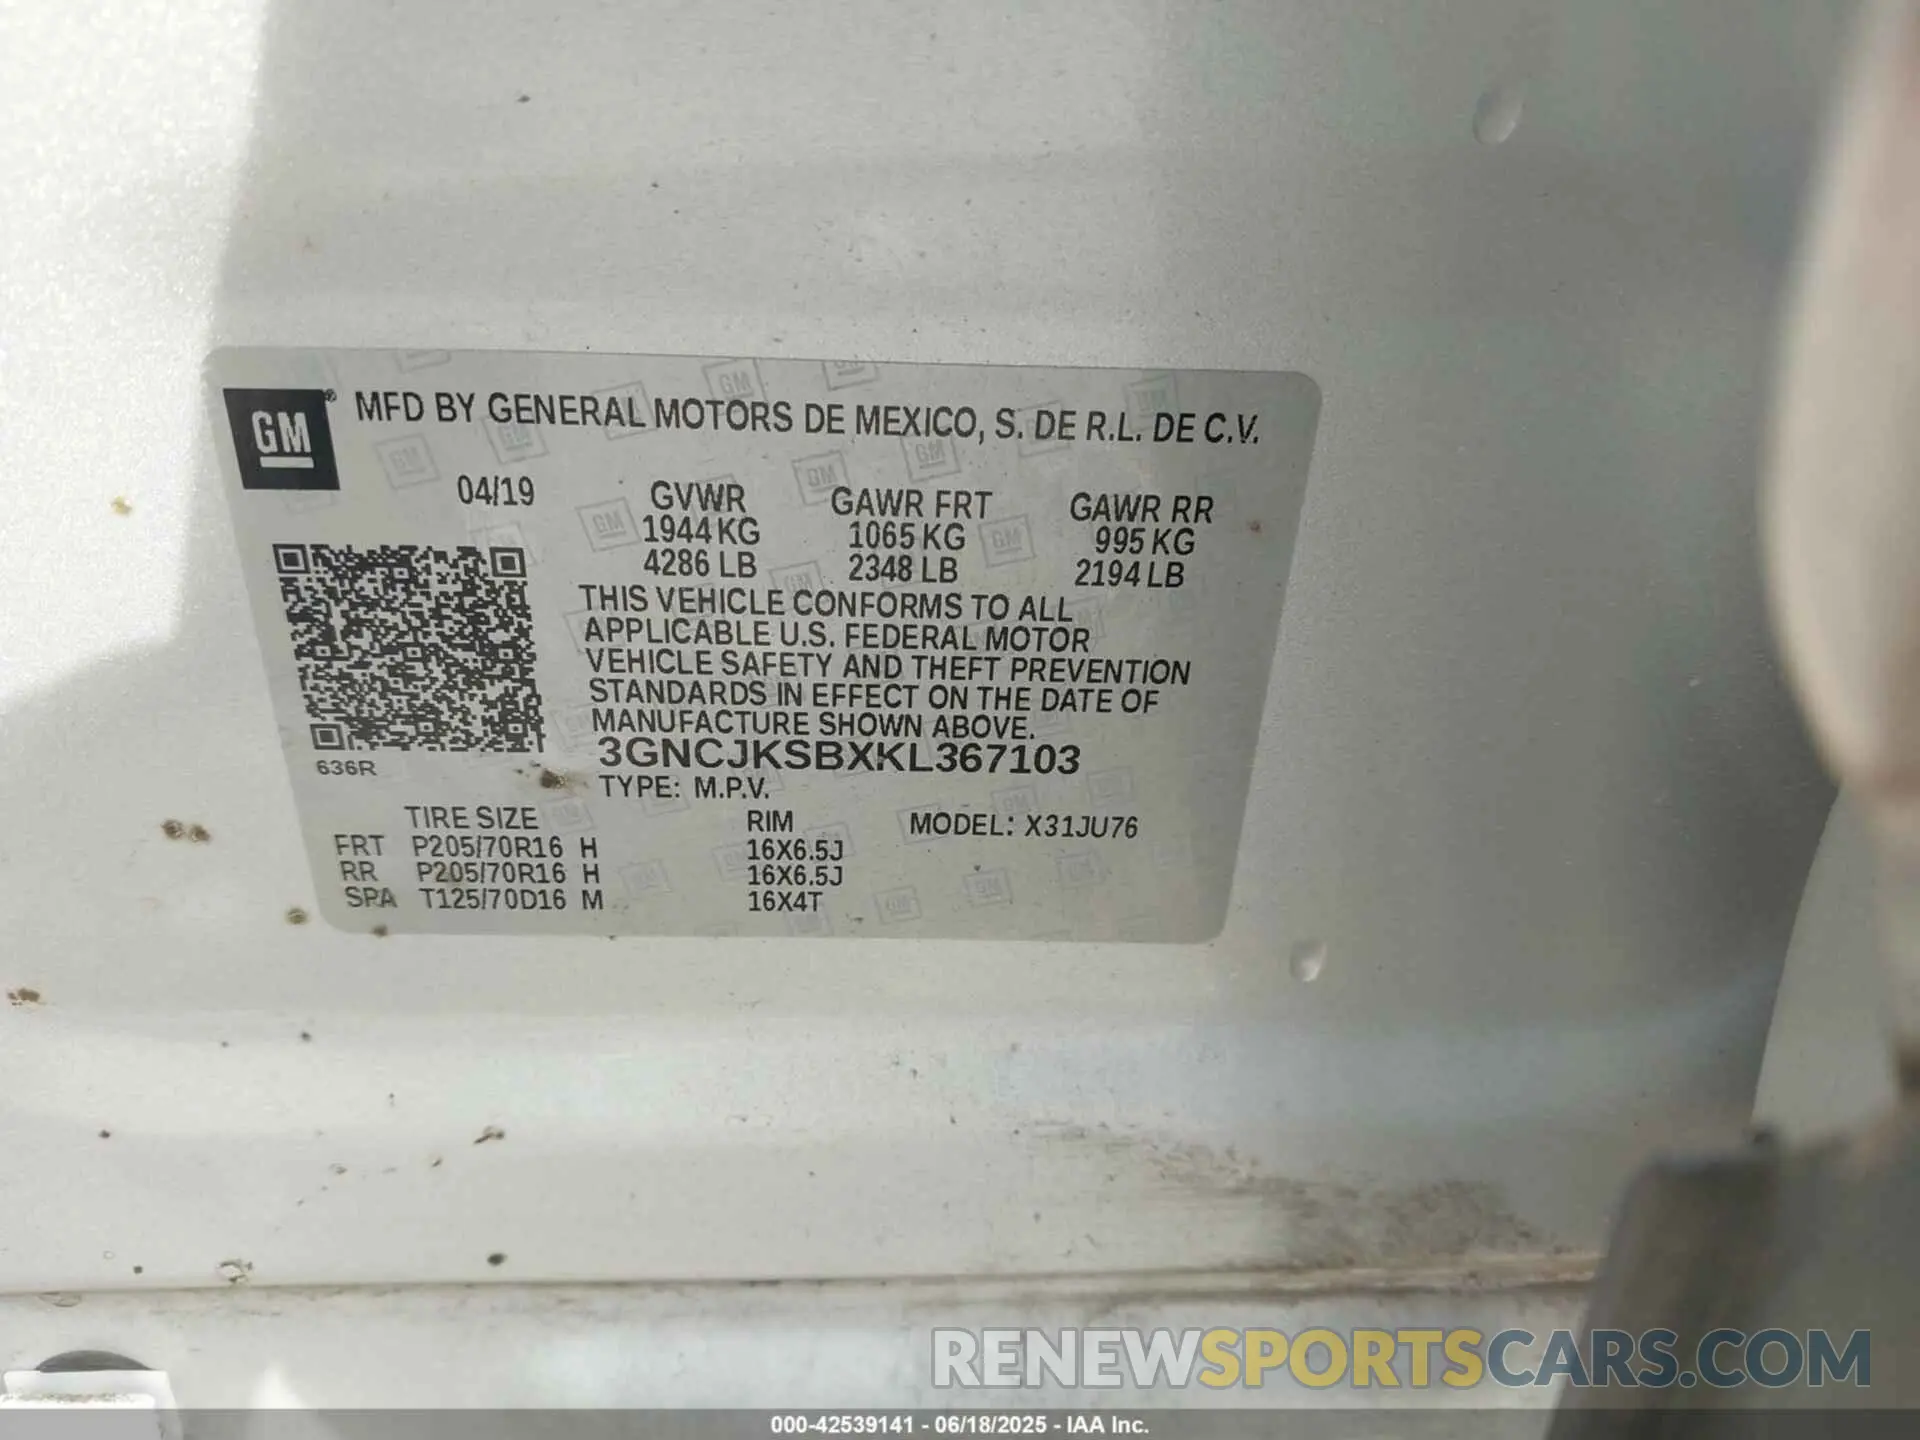 GM® MFD BY GENERAL MOTORS DE MEXICO, S. DE R.L. DE C.V.
04/19 GVWR GAWR FRT GAWR RR
1944 KG 1065 KG 995 KG
4286 LB 2348 LB 2194 LB
THIS VEHICLE CONFORMS TO ALL
APPLICABLE U.S. FEDERAL MOTOR
VEHICLE SAFETY AND THEFT PREVENTION
STANDARDS IN EFFECT ON THE DATE OF
MANUFACTURE SHOWN ABOVE.
3GNCJKSBXKL367103
636R
TYPE: M.P.V.
TIRE SIZE RIM MODEL: X31JU76
FRT P205/70R16 H 16X6.5J
RR P205/70R16 H 16X6.5J
SPA T125/70D16 M 16X4T
RENEWSPORTSCARS.COM
000-42539141 - 06/18/2025 - IAA Inc.